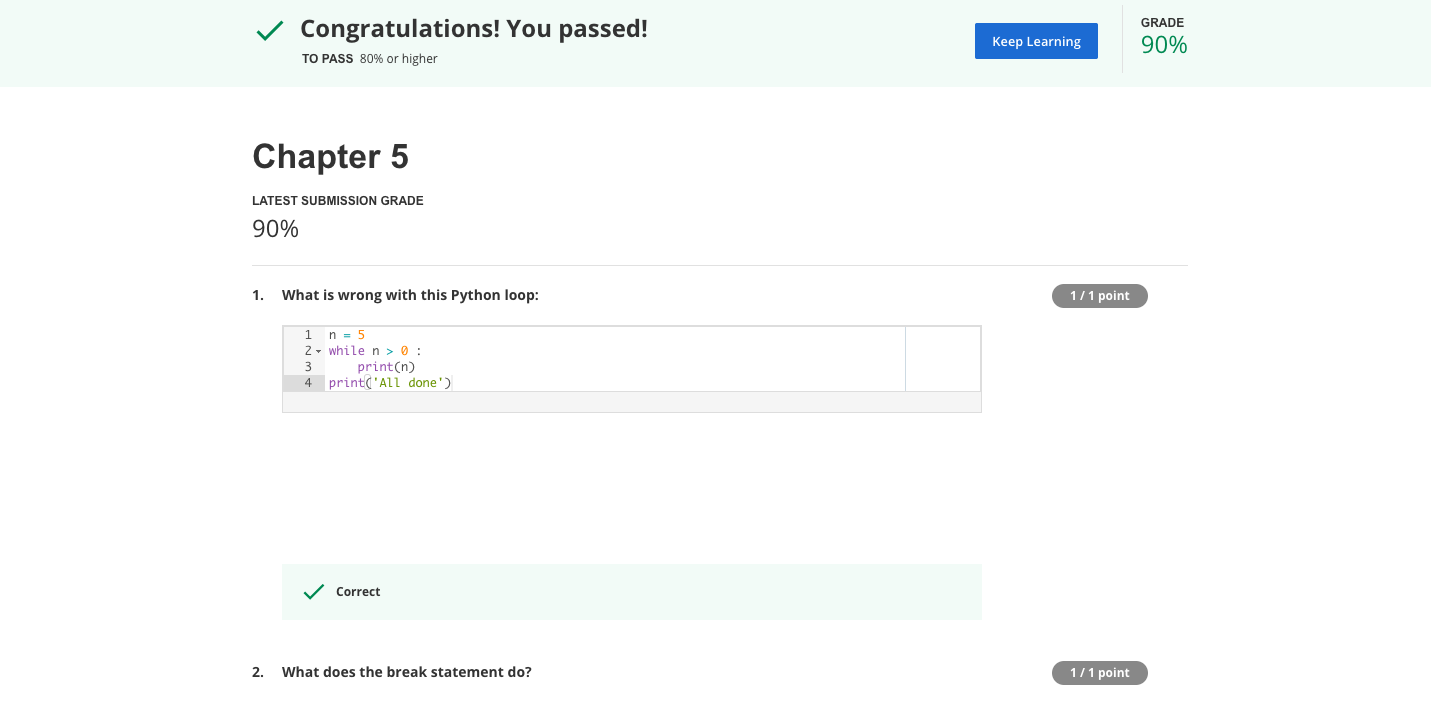 Congratulations! You passed!
TO PASS 80% or higher
Keep Learning
GRADE
90%
Chapter 5
LATEST SUBMISSION GRADE
90%
1. What is wrong with this Python loop:
1 / 1 point
1 n = 5
2 while n > 0 :
3     print(n)
4 print('All done')
Correct
2. What does the break statement do?
1 / 1 point